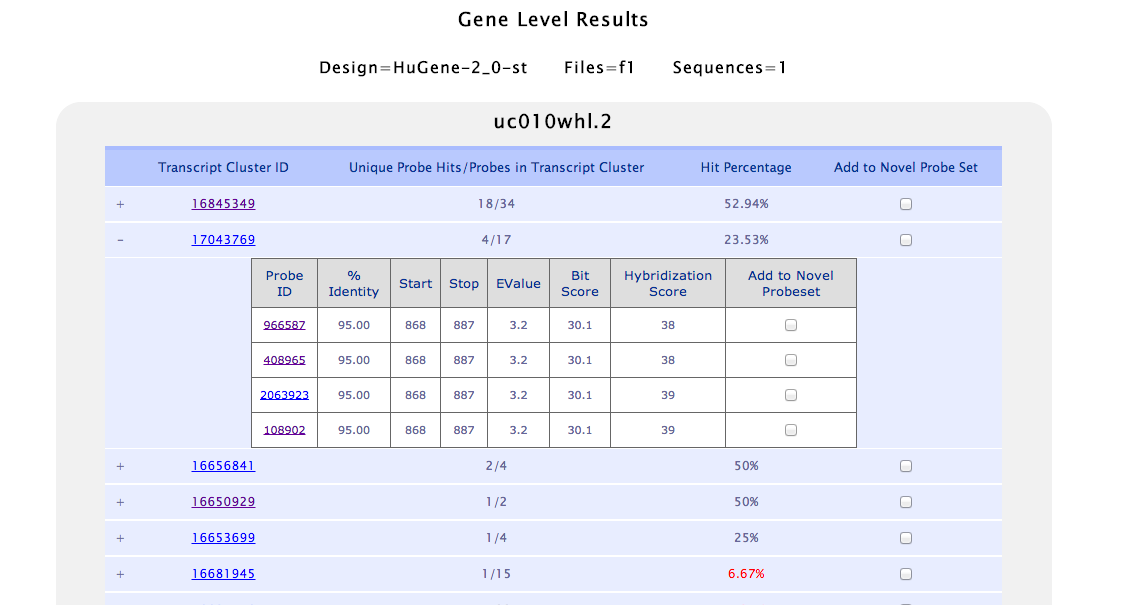 Gene Level Results
Design=HuGene-2_0-st Files=f1 Sequences=1
uc010whl.2
Transcript Cluster ID Unique Probe Hits/Probes in Transcript Cluster Hit Percentage Add to Novel Probe Set
+ 16845349 18/34 52.94%
- 17043769 4/17 23.53%
Probe ID % Identity Start Stop EValue Bit Score Hybridization Score Add to Novel Probeset
966587 95.00 868 887 3.2 30.1 38
408965 95.00 868 887 3.2 30.1 38
2063923 95.00 868 887 3.2 30.1 39
108902 95.00 868 887 3.2 30.1 39
+ 16656841 2/4 50%
+ 16650929 1/2 50%
+ 16653699 1/4 25%
+ 16681945 1/15 6.67%